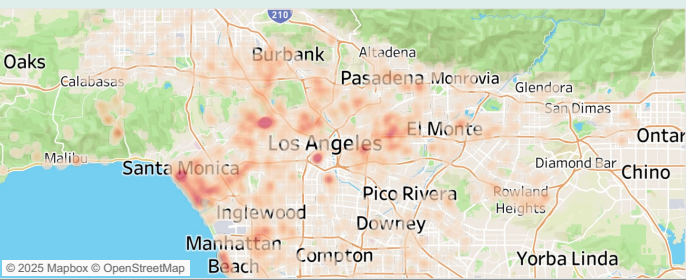 210
Burbank
Altadena
Oaks
Pasadena
Monrovia
Calabasas
Glendora
San Dimas
El Monte
Ontar
Los Angeles
Malibu
Santa Monica
Diamond Bar
Chino
Pico Rivera
Rowland
Heights
Inglewood
Downey
Manhattan
Beach
Compton
Yorba Linda
© 2025 Mapbox © OpenStreetMap